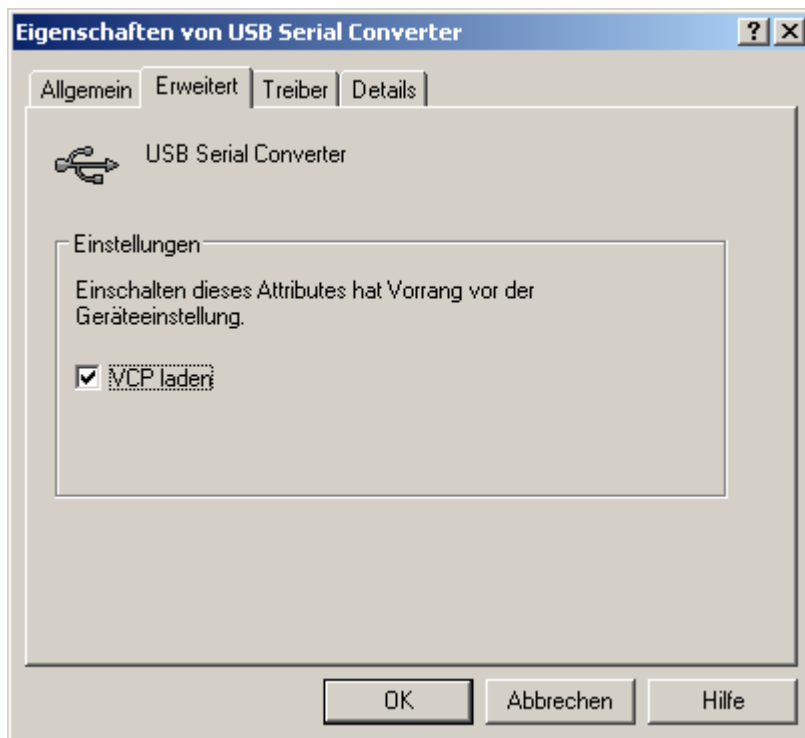 Eigenschaften von USB Serial Converter
Allgemein Erweitert Treiber Details
USB Serial Converter
Einstellungen
Einschalten dieses Attributes hat Vorrang vor der
Geräteeinstellung.
VCP laden
OK Abbrechen Hilfe